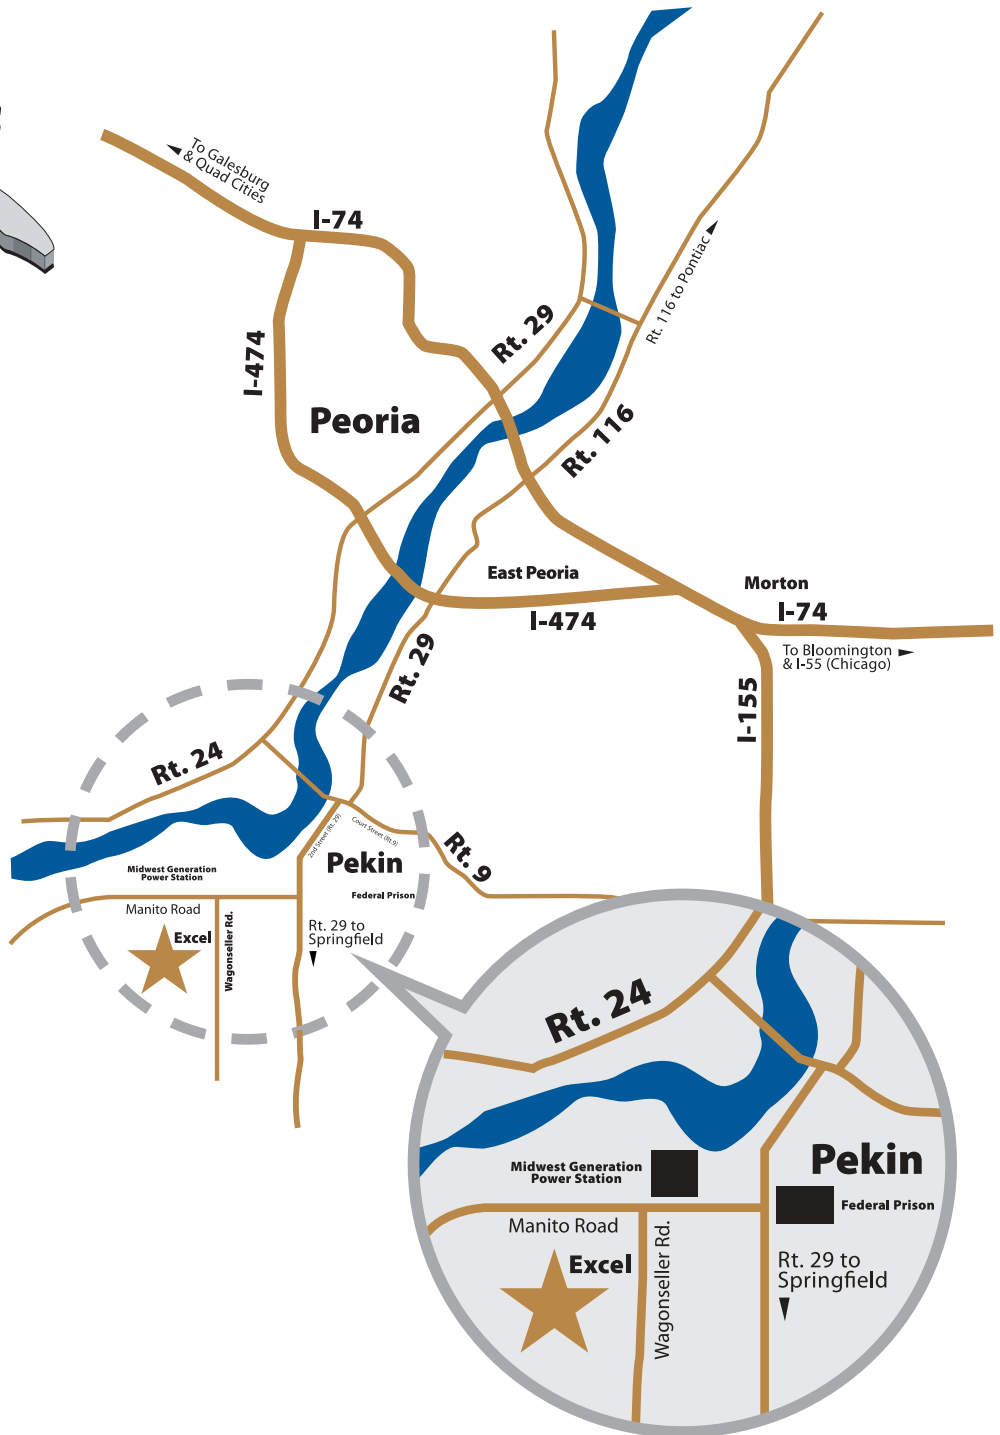 To Galesburg
& Quad Cities
I-74
Rt. 29
Rt. 116 to Pontiac
I-474
Peoria
Rt. 116
East Peoria
Morton
I-74
I-474
To Bloomington
& I-55 (Chicago)
Rt. 29
I-155
Rt. 24
2nd Street (Rt. 29)
Court Street (Rt.9)
Rt. 9
Pekin
Midwest Generation
Power Station
Federal Prison
Manito Road
Excel
Wagonseller Rd.
Rt. 29 to
Springfield
Rt. 24
Pekin
Midwest Generation
Power Station
Federal Prison
Manito Road
Excel
Wagonseller Rd.
Rt. 29 to
Springfield